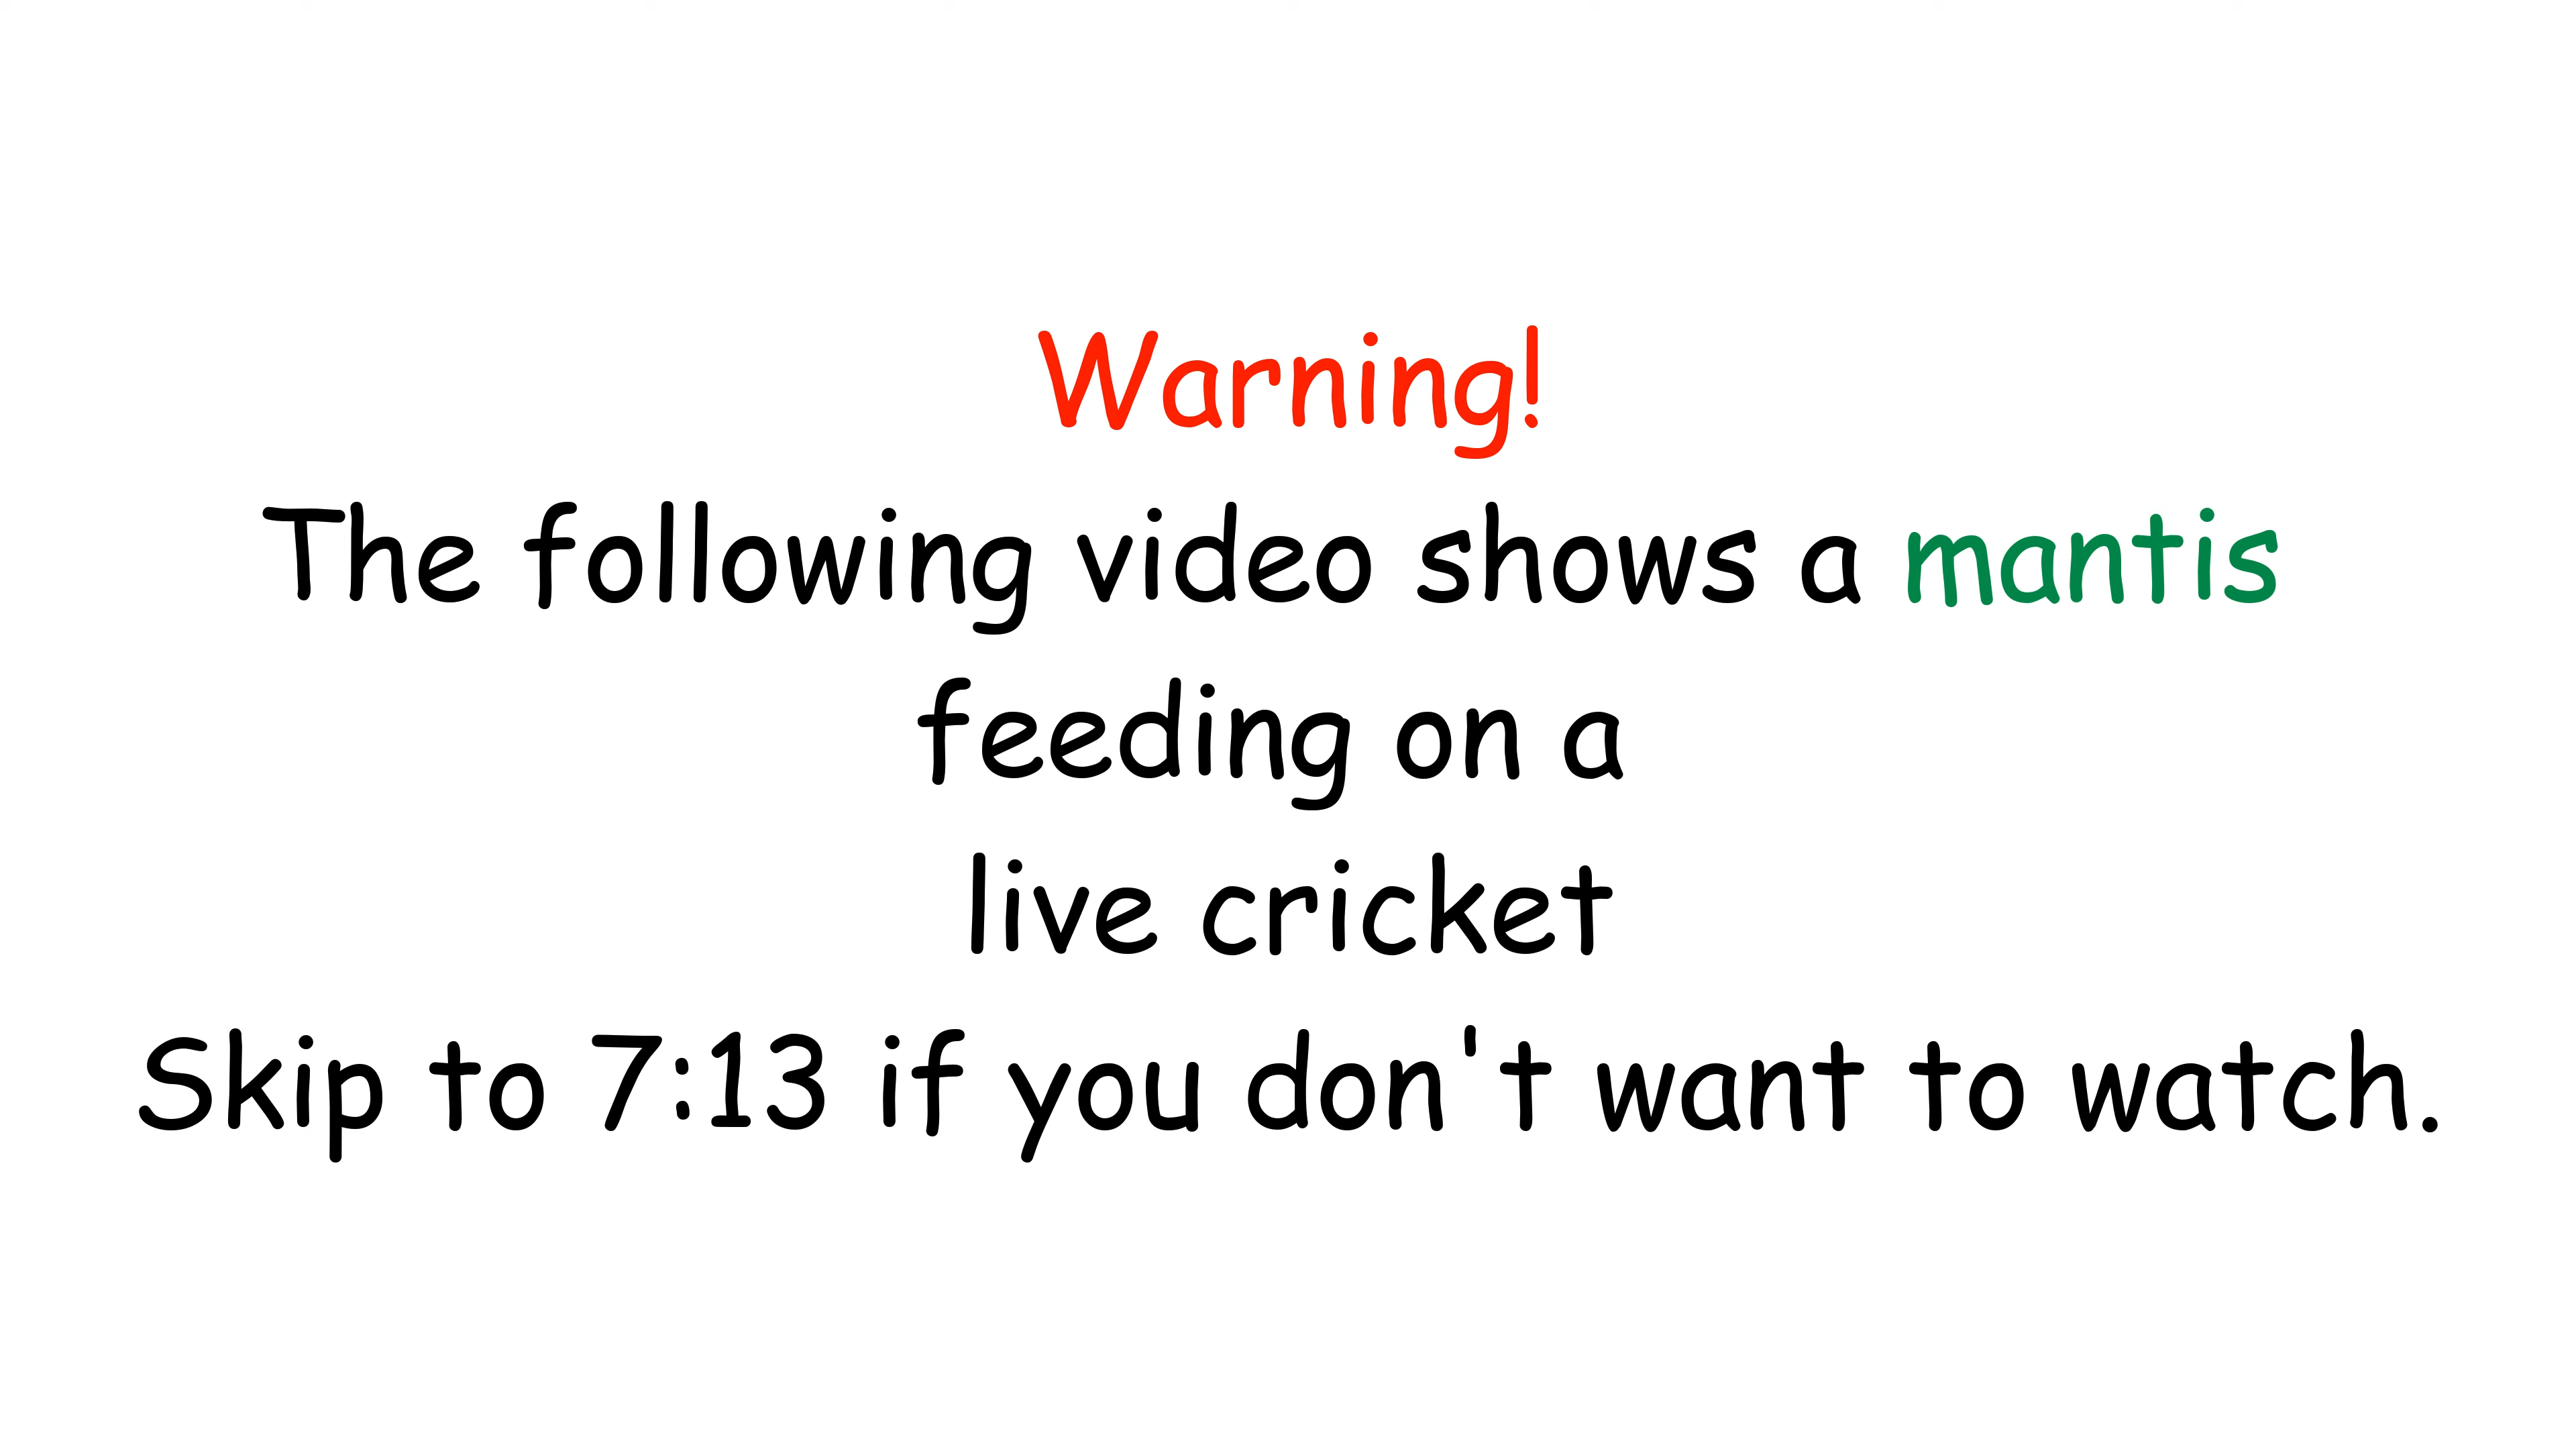 Warning!
The following video shows a mantis
feeding on a
live cricket
Skip to 7:13 if you don't want to watch.